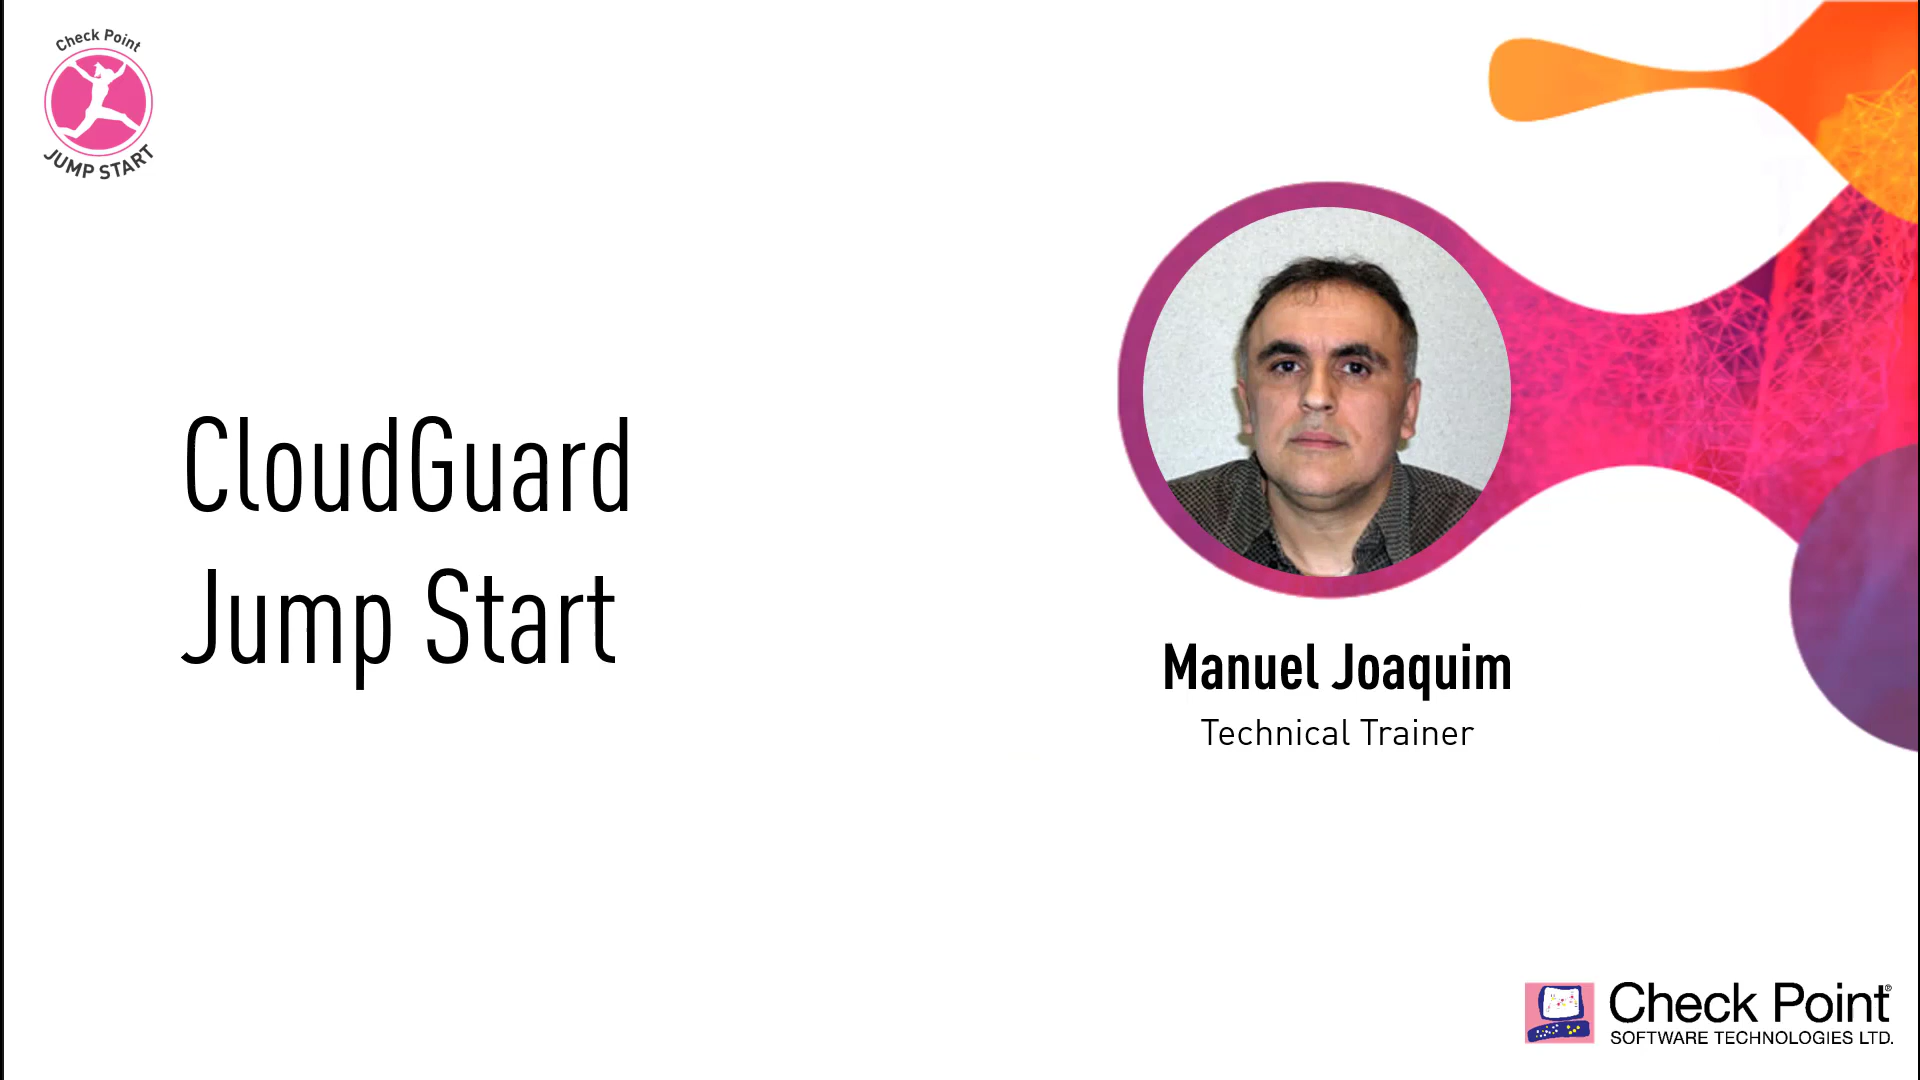 Check Point
JUMP START
CloudGuard
Jump Start
Manuel Joaquim
Technical Trainer
Check Point®
SOFTWARE TECHNOLOGIES LTD.